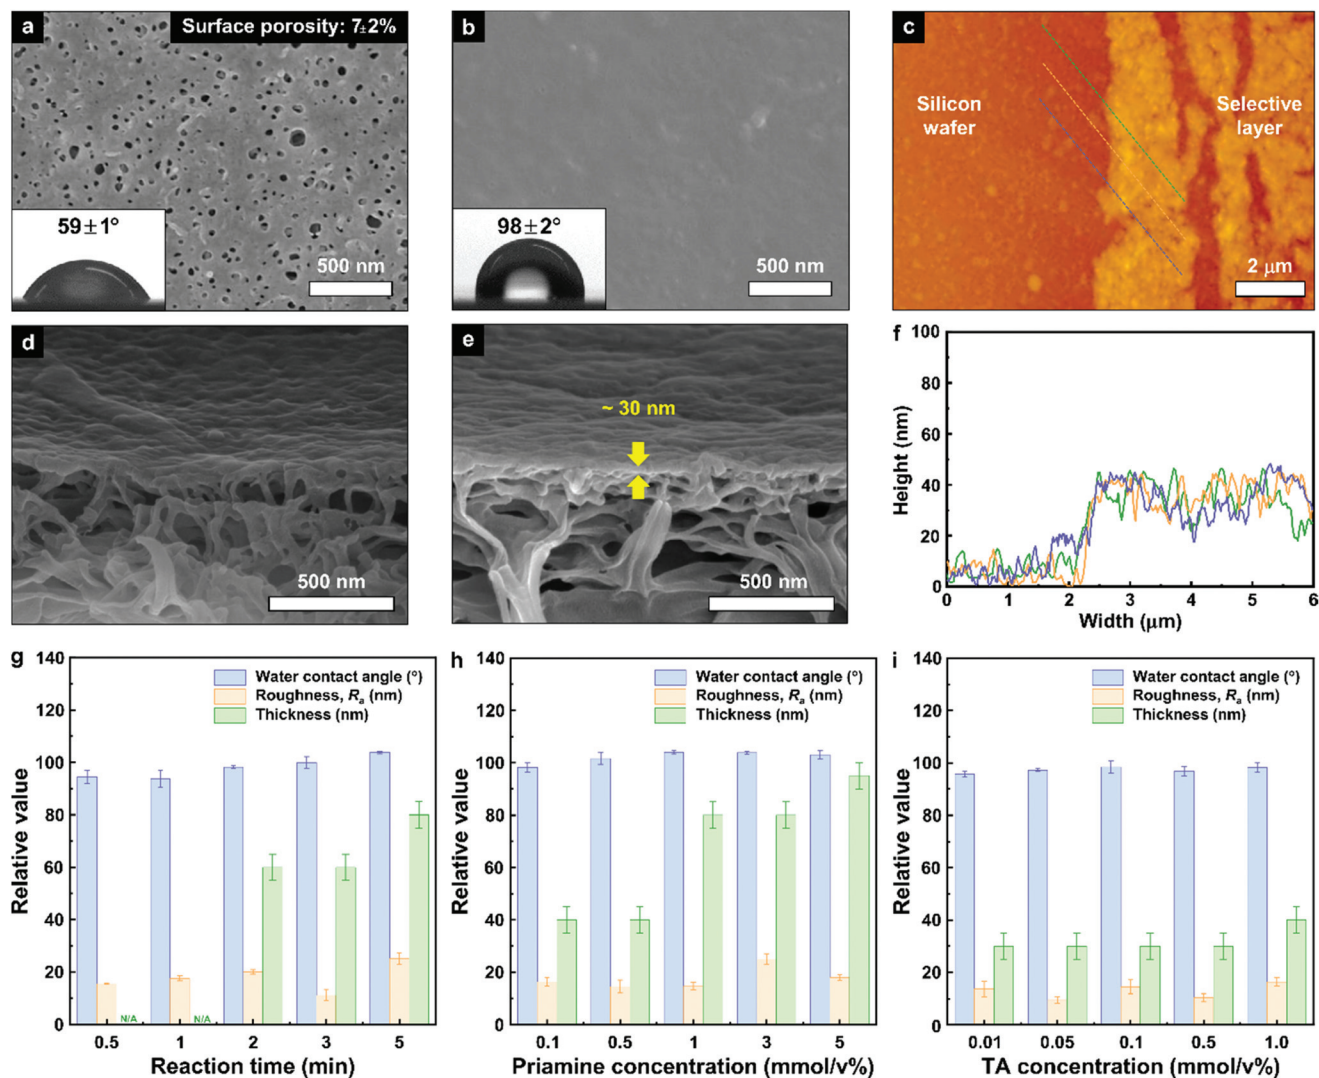 a
Surface porosity: 7±2%
59±1°
500 nm
b
98±2°
500 nm
c
Silicon
wafer
Selective
layer
2 μm
d
500 nm
e
~ 30 nm
500 nm
f
100
80
60
40
20
0
Height (nm)
0 1 2 3 4 5 6
Width (μm)
g
140
120
100
80
60
40
20
0
Relative value
Water contact angle (°)
Roughness, Ra (nm)
Thickness (nm)
N/A
N/A
0.5 1 2 3 5
Reaction time (min)
h
140
120
100
80
60
40
20
0
Relative value
Water contact angle (°)
Roughness, Ra (nm)
Thickness (nm)
0.1 0.5 1 3 5
Priamine concentration (mmol/v%)
i
140
120
100
80
60
40
20
0
Relative value
Water contact angle (°)
Roughness, Ra (nm)
Thickness (nm)
0.01 0.05 0.1 0.5 1.0
TA concentration (mmol/v%)